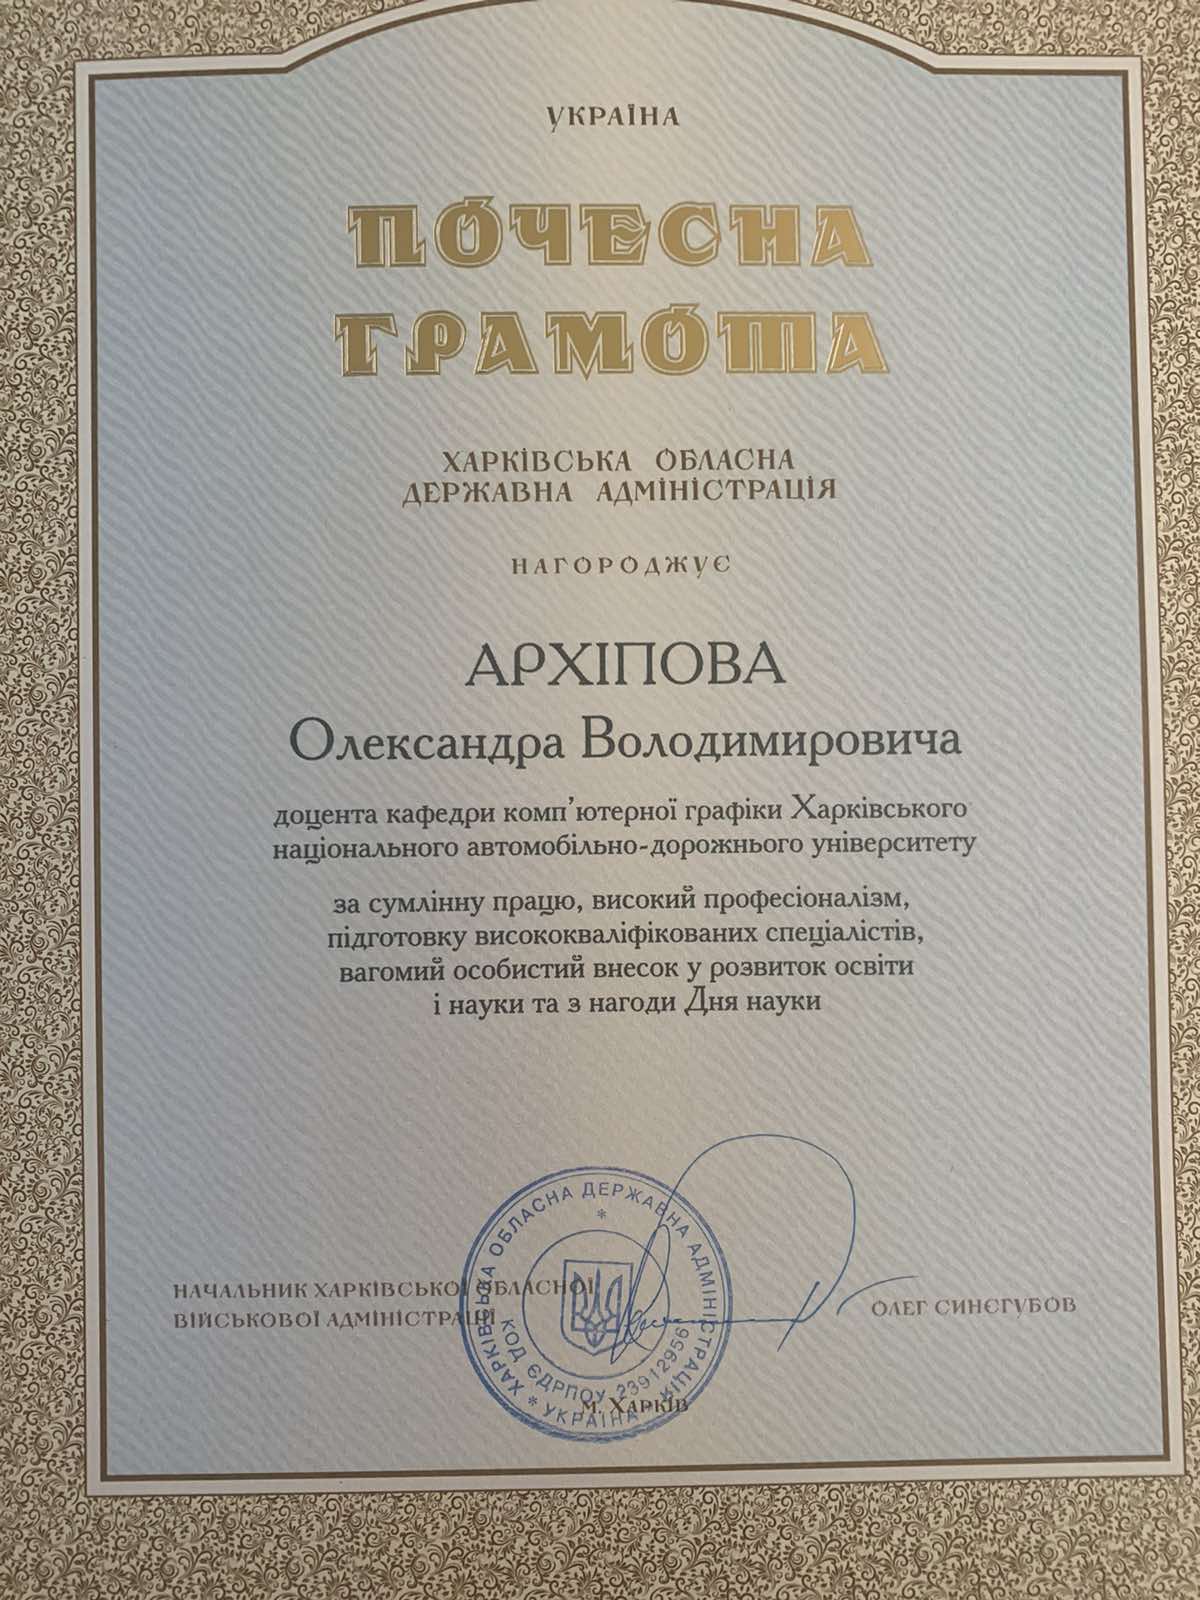 УКРАЇНА
ПОЧЕСНА
ГРАМОТА
ХАРКІВСЬКА ОБЛАСНА
ДЕРЖАВНА АДМІНІСТРАЦІЯ
НАГОРОДЖУЄ
АРХІПОВА
Олександра Володимировича
доцента кафедри комп'ютерної графіки Харківського
національного автомобільно-дорожнього університету
за сумлінну працю, високий професіоналізм,
підготовку висококваліфікованих спеціалістів,
вагомий особистий внесок у розвиток освіти
і науки та з нагоди Дня науки
НАЧАЛЬНИК ХАРКІВСЬКОЇ ОБЛАСНОЇ
ВІЙСЬКОВОЇ АДМІНІСТРАЦІЇ
ОЛЕГ СИНЄГУБОВ
ХАРКІВСЬКА ОБЛАСНА ДЕРЖАВНА АДМІНІСТРАЦІЯ * УКРАЇНА *
КОД ЄДРПОУ 23912956
м. ХАРКІВ